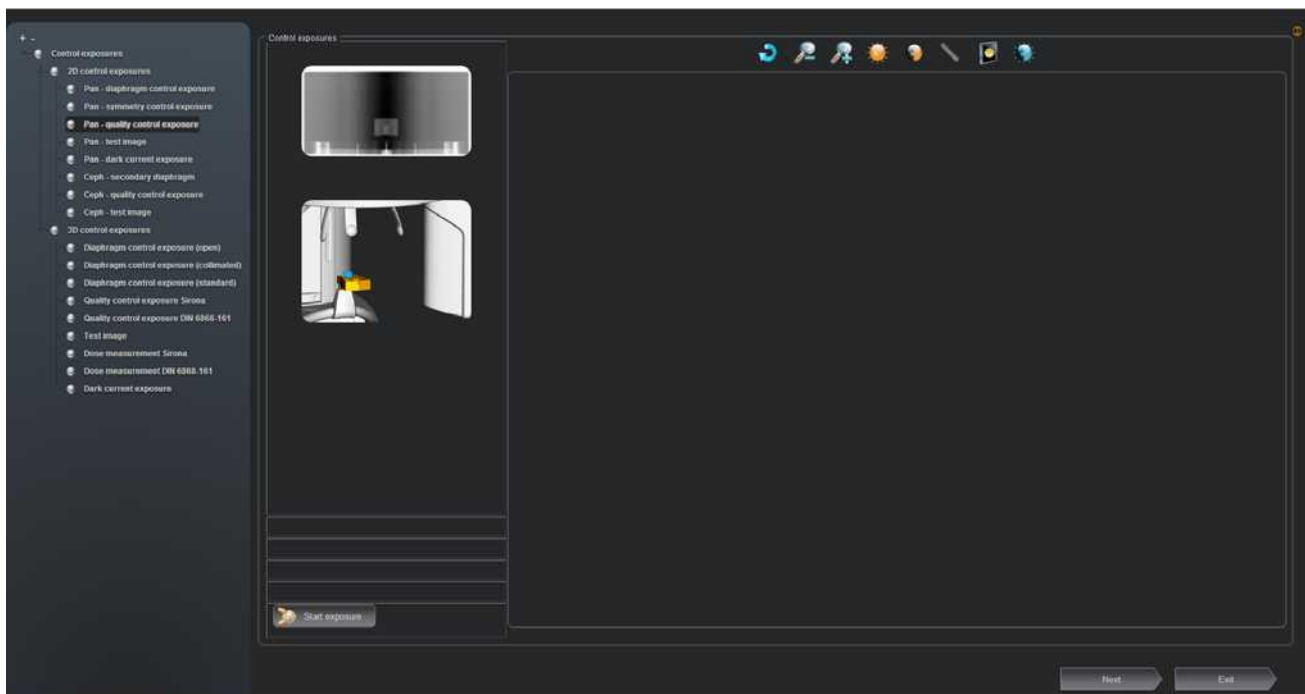 + -
Control exposures
2D control exposures
Pan - diaphragm control exposure
Pan - symmetry control exposure
Pan - quality control exposure
Pan - test image
Pan - dark current exposure
Ceph - secondary diaphragm
Ceph - quality control exposure
Ceph - test image
3D control exposures
Diaphragm control exposure (open)
Diaphragm control exposure (collimated)
Diaphragm control exposure (standard)
Quality control exposure Sirona
Quality control exposure DIN 6868-161
Test image
Dose measurement Sirona
Dose measurement DIN 6868-161
Dark current exposure
Control exposures
Start exposure
Next
Exit